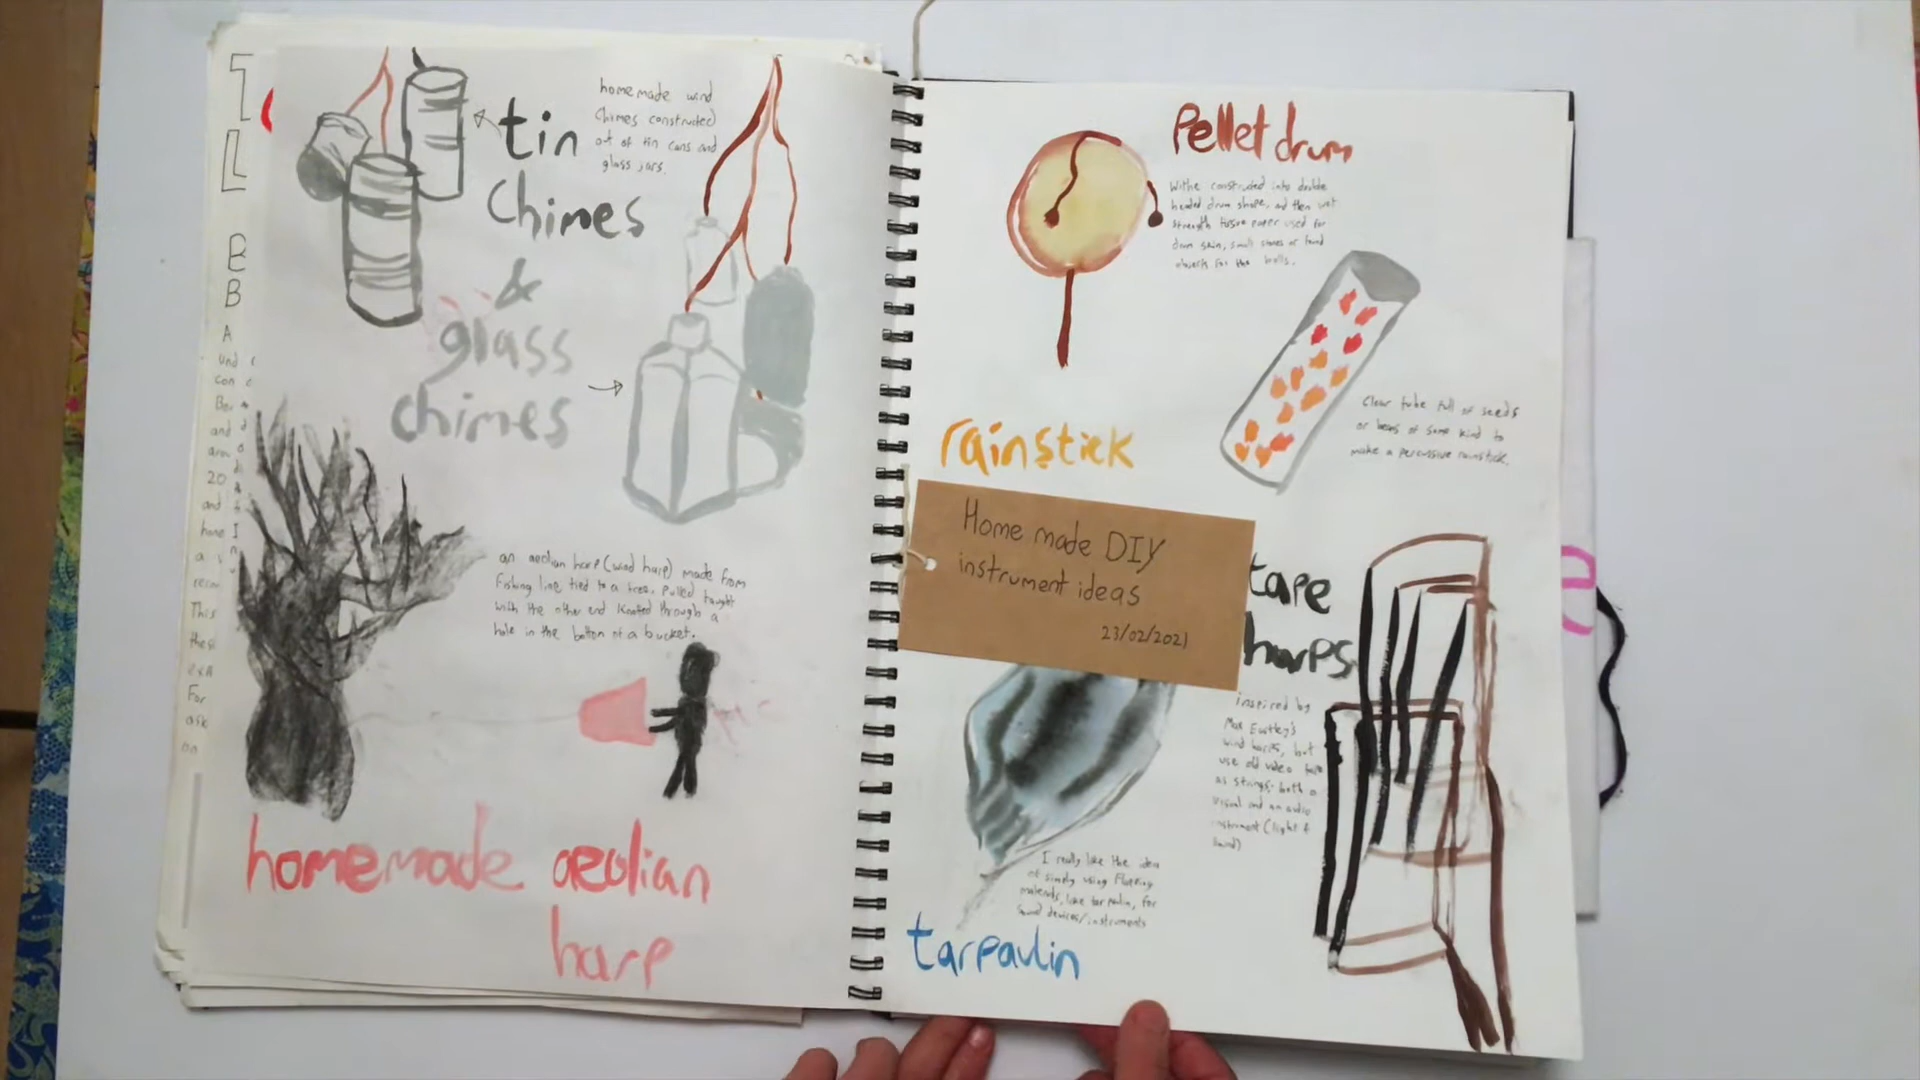 tin
Chimes
&
glass
chimes
homemade wind
Chimes constructed
out of tin cans and
glass jars.
an aeolian harp (wind harp) made from
fishing line, tied to a tree. Pulled taught
with the other end knotted through a
hole in the bottom of a bucket.
homemade aeolian
harp
Pellet drum
Withe constructed into double
headed drum shape, and then wet
strength tissue paper used for
drum skin, small stones or found
objects for the balls.
rainstick
Clear tube full of seeds
or beans of some kind to
make a percussive rainstick.
Home made DIY
instrument ideas
23/02/2021
tape
harps
inspired by
Max
wind harps, but
use old video tape
as strings. both a
visual and an audio
instrument (light &
wind)
I really like the idea
of simply using
materials, like tarpaulin, for
sound devices/instruments
tarpaulin